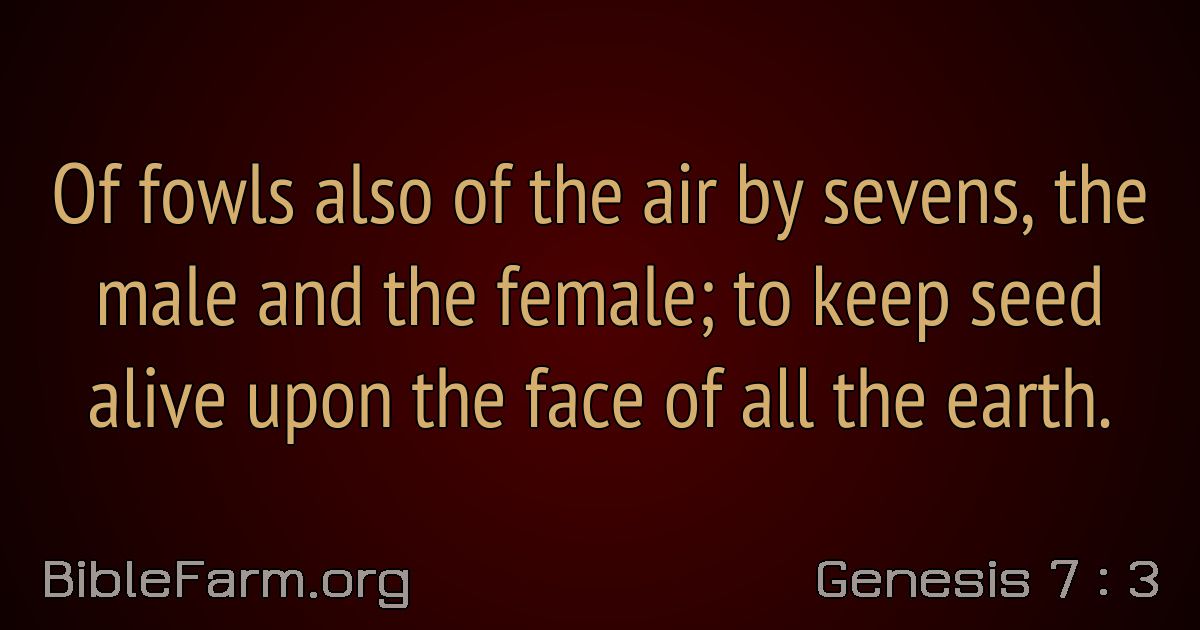 Of fowls also of the air by sevens, the
male and the female; to keep seed
alive upon the face of all the earth.
BibleFarm.org
Genesis 7 : 3